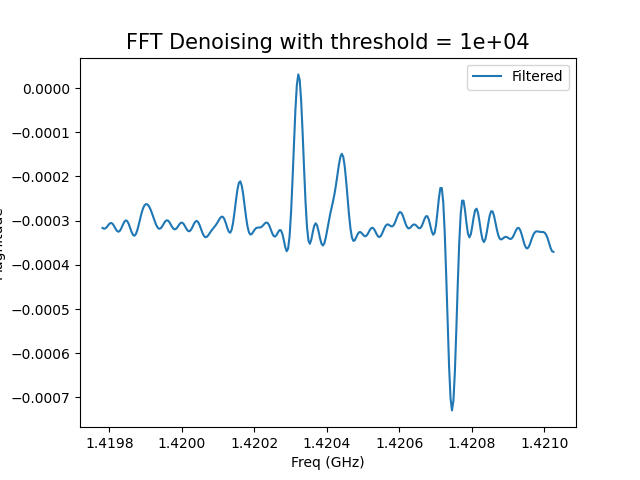 FFT Denoising with threshold = 1e+04
Filtered
0.0000
−0.0001
−0.0002
−0.0003
−0.0004
−0.0005
−0.0006
−0.0007
1.4198 1.4200 1.4202 1.4204 1.4206 1.4208 1.4210
Freq (GHz)